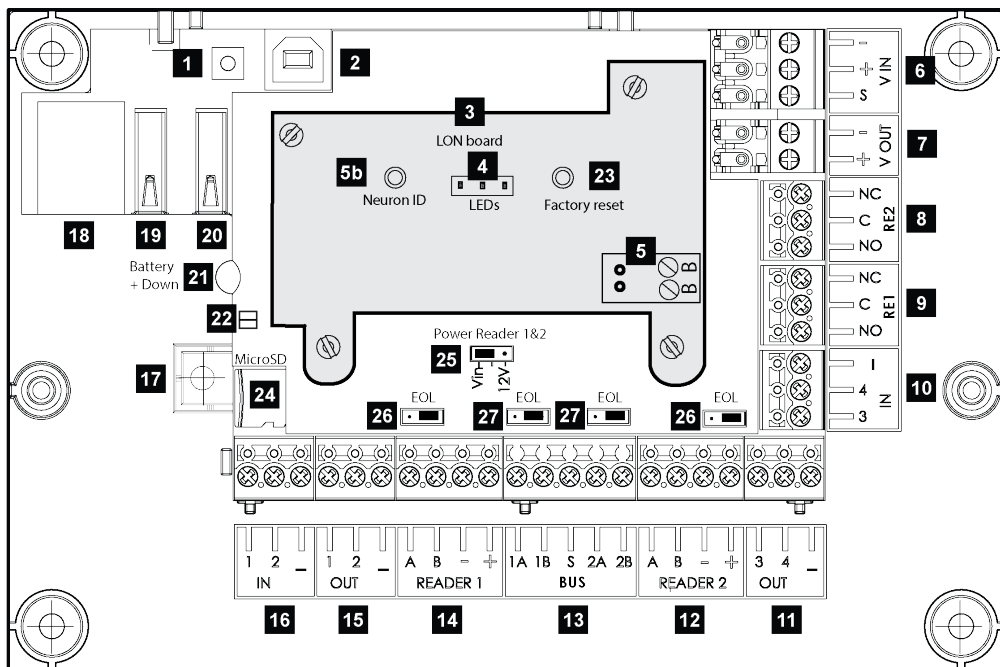 1
2
3
LON board
4
LEDs
5b
Neuron ID
23
Factory reset
5
B
B
-
+
S
V IN
6
-
+
V OUT
7
NC
C
NO
RE2
8
NC
C
NO
RE1
9
I
4
3
IN
10
18
19
20
Battery
+ Down
21
22
17
MicroSD
24
Power Reader 1&2
25
Vin
12V
EOL
26
EOL
27
EOL
27
EOL
26
1 2 -
IN
16
1 2 -
OUT
15
A B - +
READER 1
14
1A 1B S 2A 2B
BUS
13
A B - +
READER 2
12
3 4 -
OUT
11